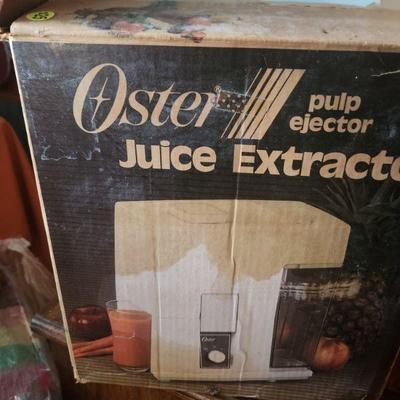 Oster
pulp
ejector
Juice Extracto
Oster